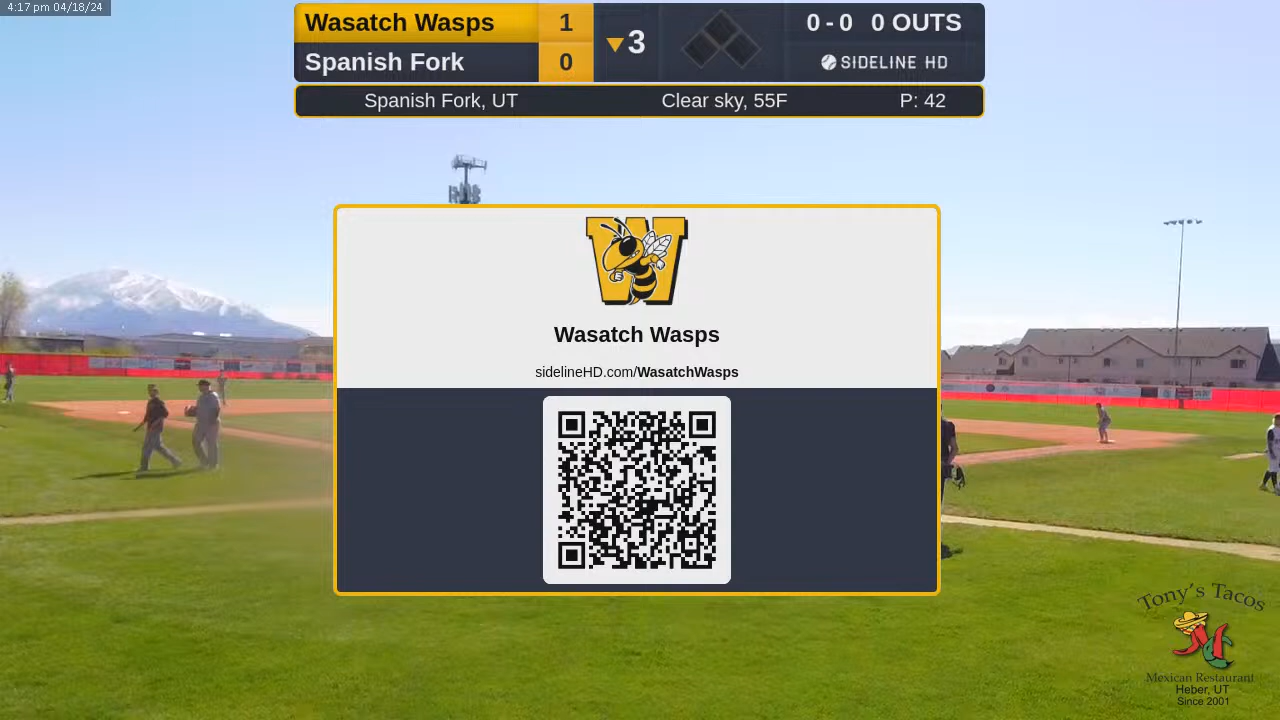 4:17 pm 04/18/24
Wasatch Wasps 1
Spanish Fork 0
3
0 - 0 0 OUTS
SIDELINE HD
Spanish Fork, UT Clear sky, 55F P: 42
W
Wasatch Wasps
sidelineHD.com/WasatchWasps
Tony's Tacos
Mexican Restaurant
Heber, UT
Since 2001